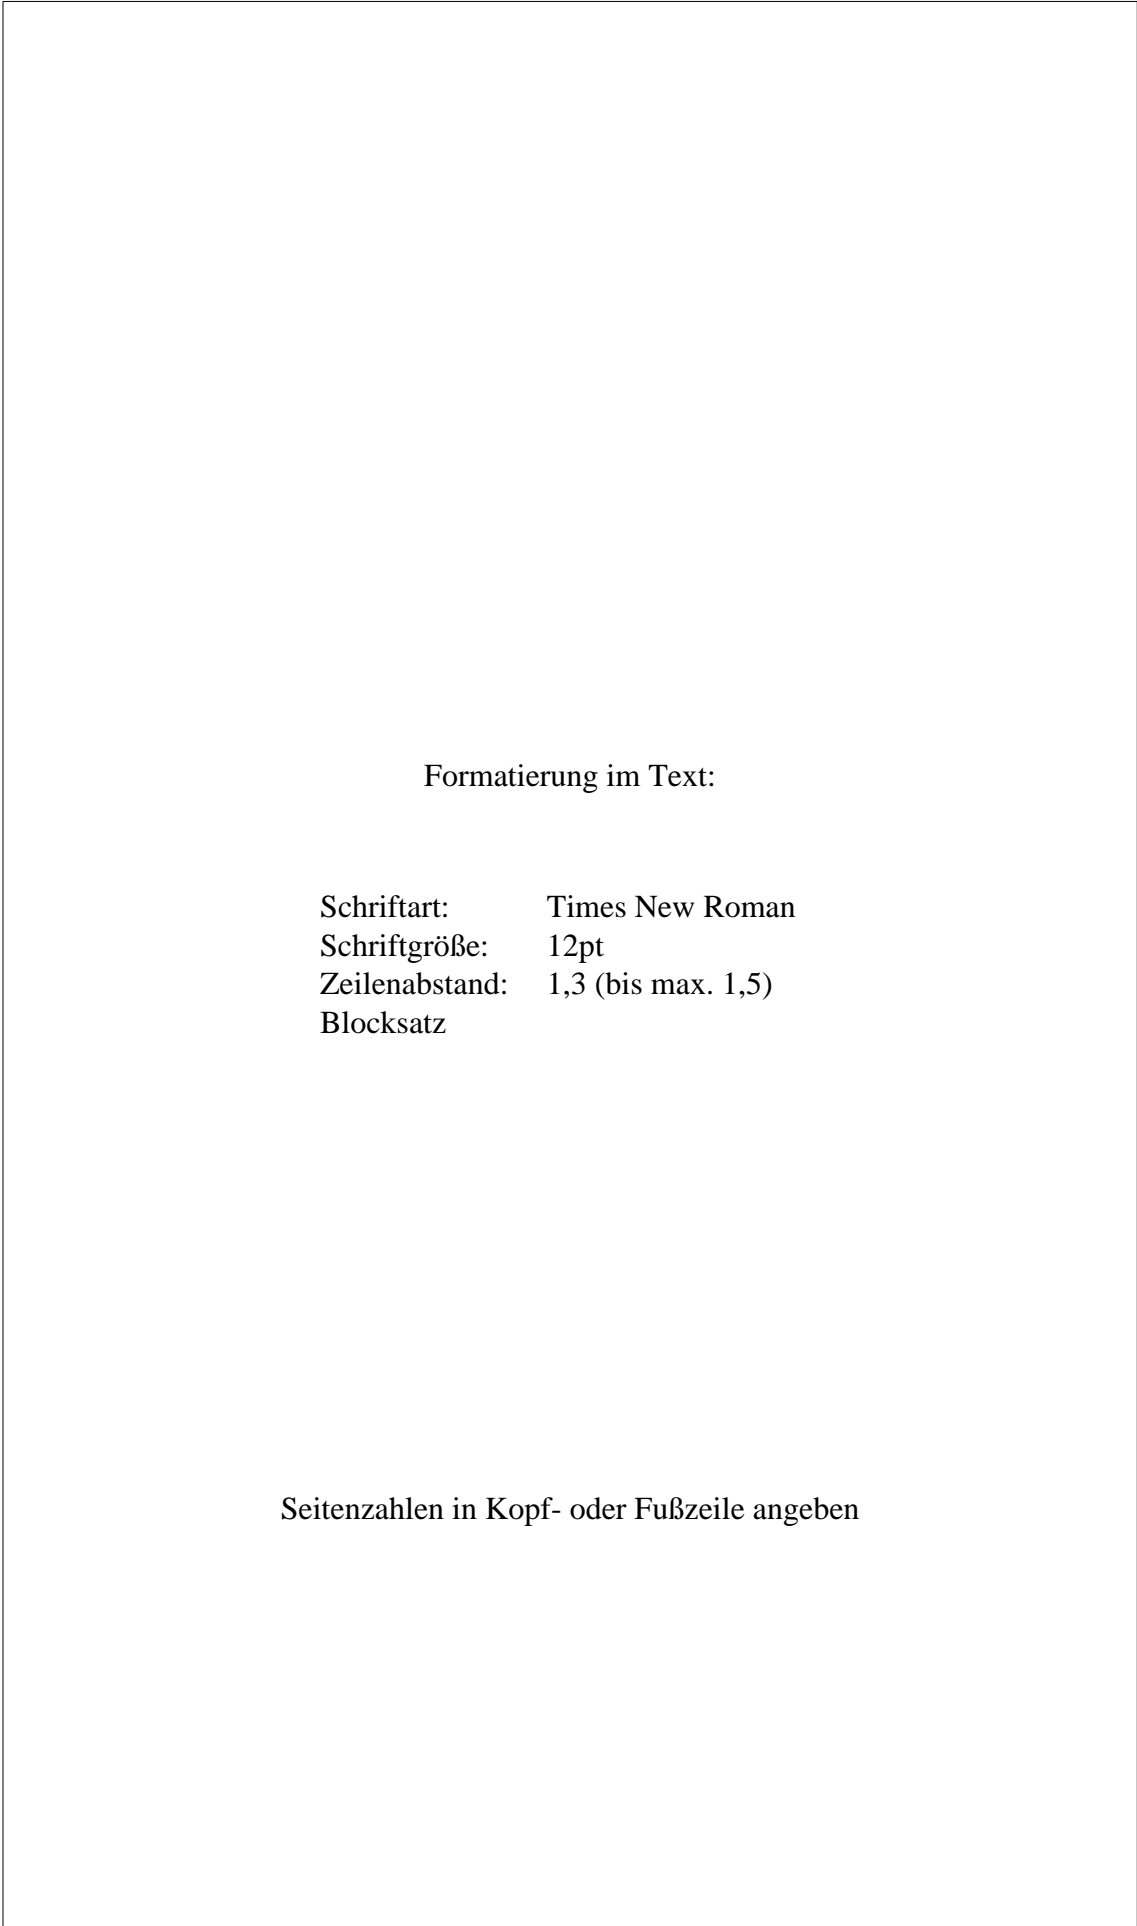 Formatierung im Text:
Schriftart: Times New Roman
Schriftgröße: 12pt
Zeilenabstand: 1,3 (bis max. 1,5)
Blocksatz
Seitenzahlen in Kopf- oder Fußzeile angeben